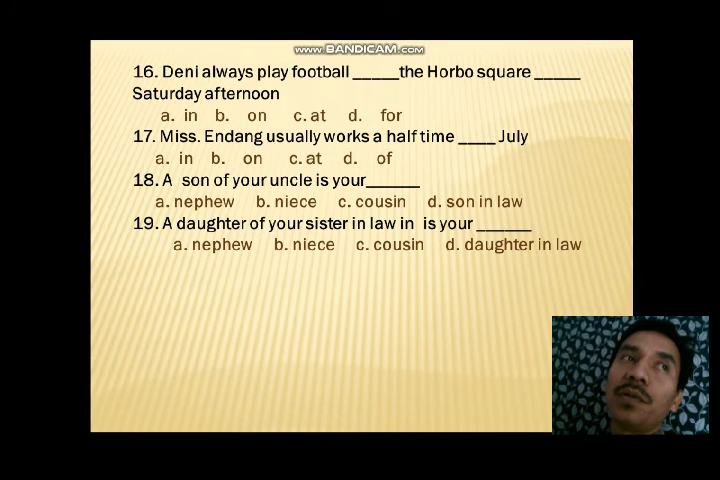 www.BANDICAM.com
16. Deni always play football _____the Horbo square _____
Saturday afternoon
a. in b. on c. at d. for
17. Miss. Endang usually works a half time ____ July
a. in b. on c. at d. of
18. A son of your uncle is your______
a. nephew b. niece c. cousin d. son in law
19. A daughter of your sister in law in is your ______
a. nephew b. niece c. cousin d. daughter in law